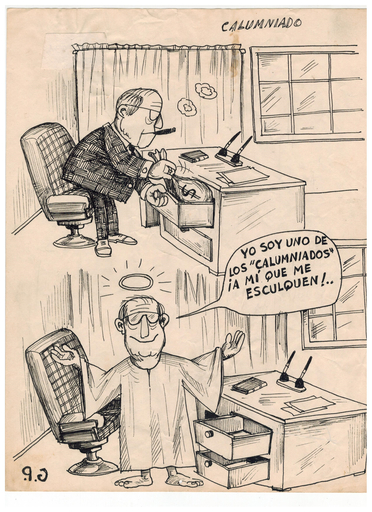 CALUMNIADO
$
YO SOY UNO DE
LOS "CALUMNIADOS"
¡A MÍ QUE ME
ESCULQUEN!..
G.P.